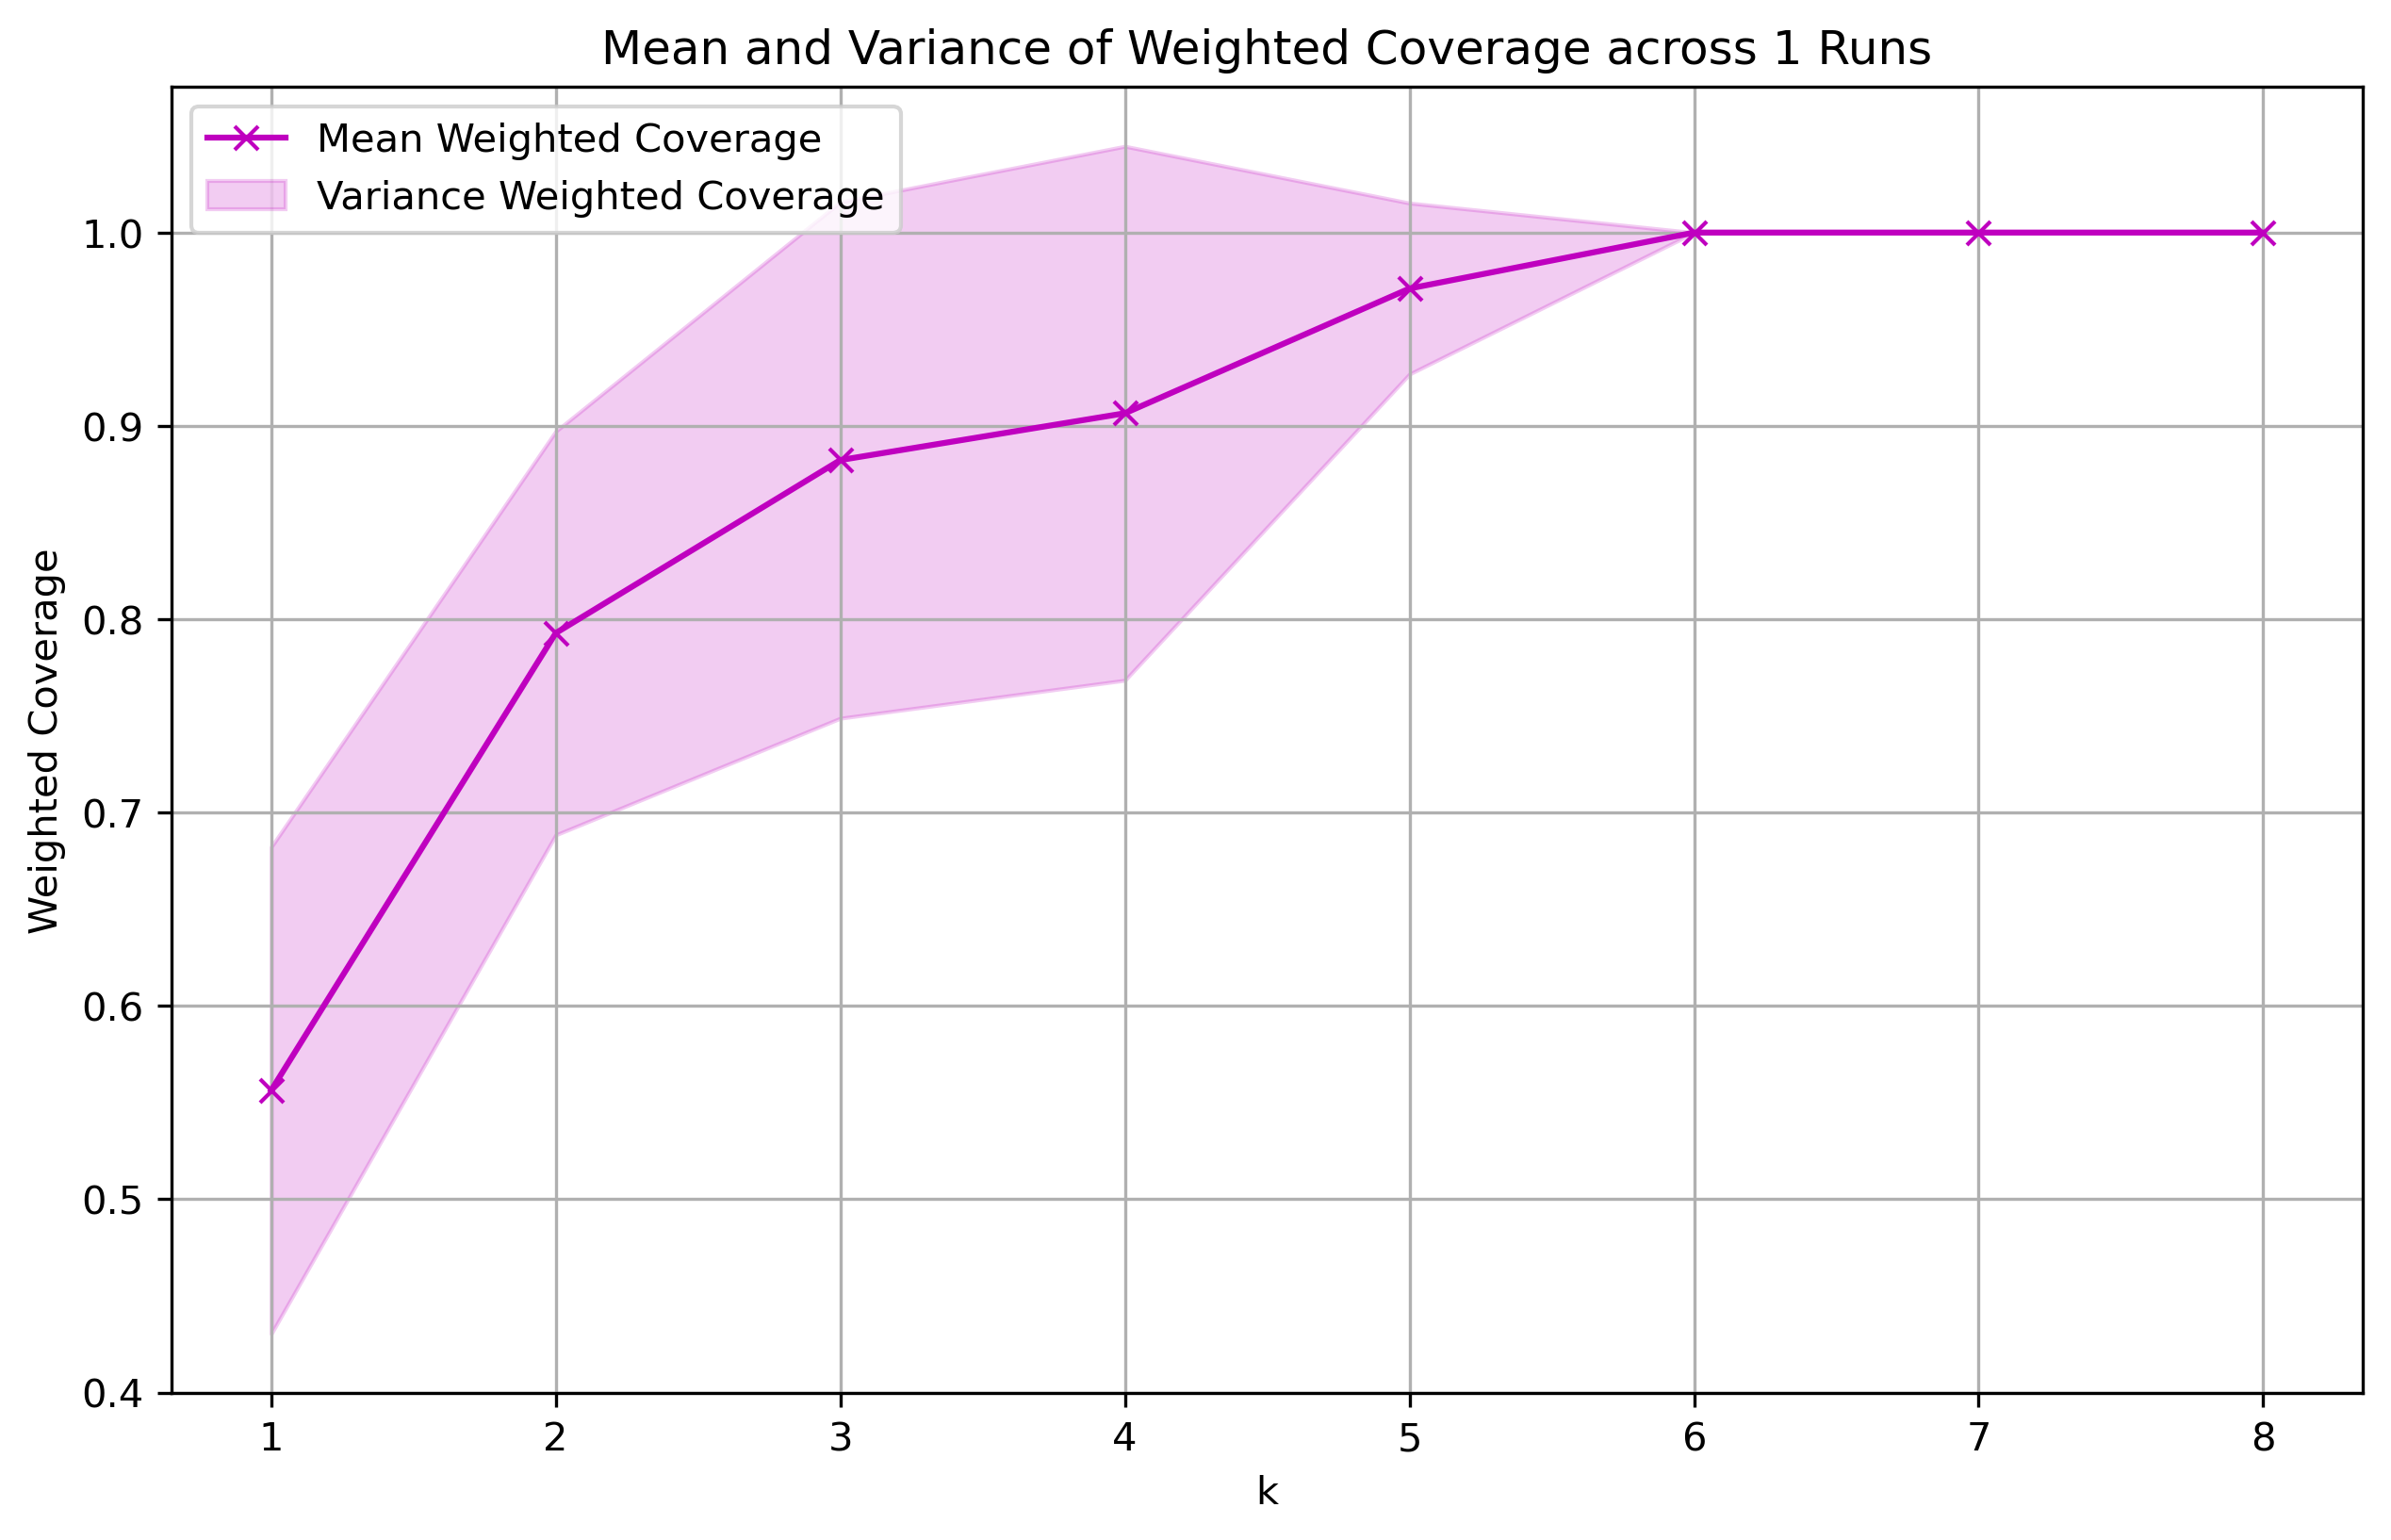 Mean and Variance of Weighted Coverage across 1 Runs
Mean Weighted Coverage
Variance Weighted Coverage
Weighted Coverage
1.0
0.9
0.8
0.7
0.6
0.5
0.4
1 2 3 4 5 6 7 8
k